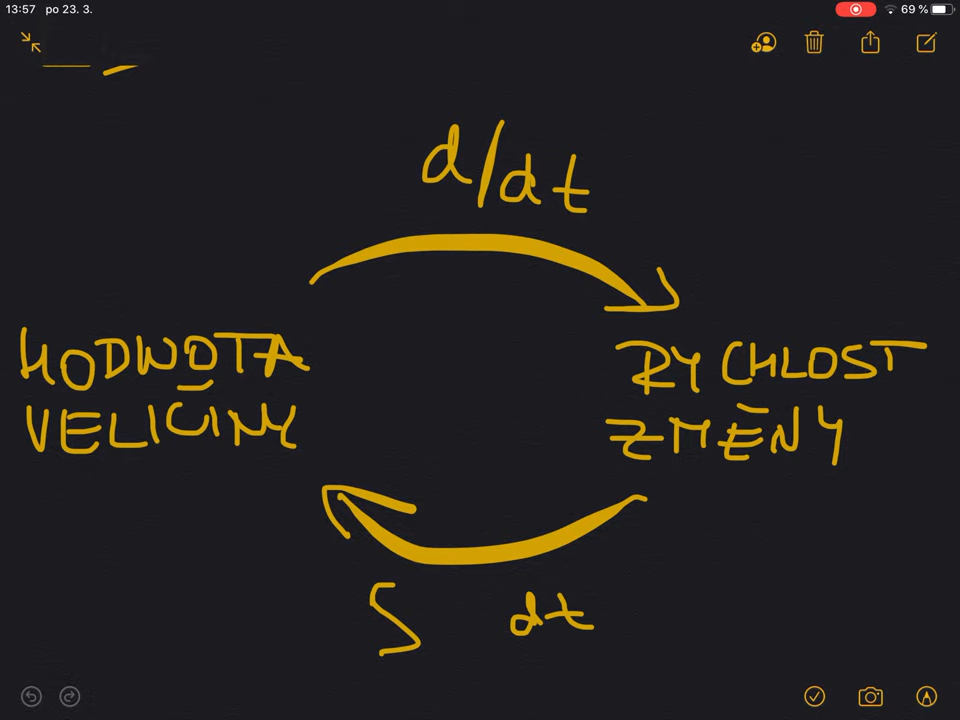 13:57 po 23. 3. 69 %
d/dt
HODNOTA
VELIČINY
RYCHLOST
ZMĚNY
∫ dt